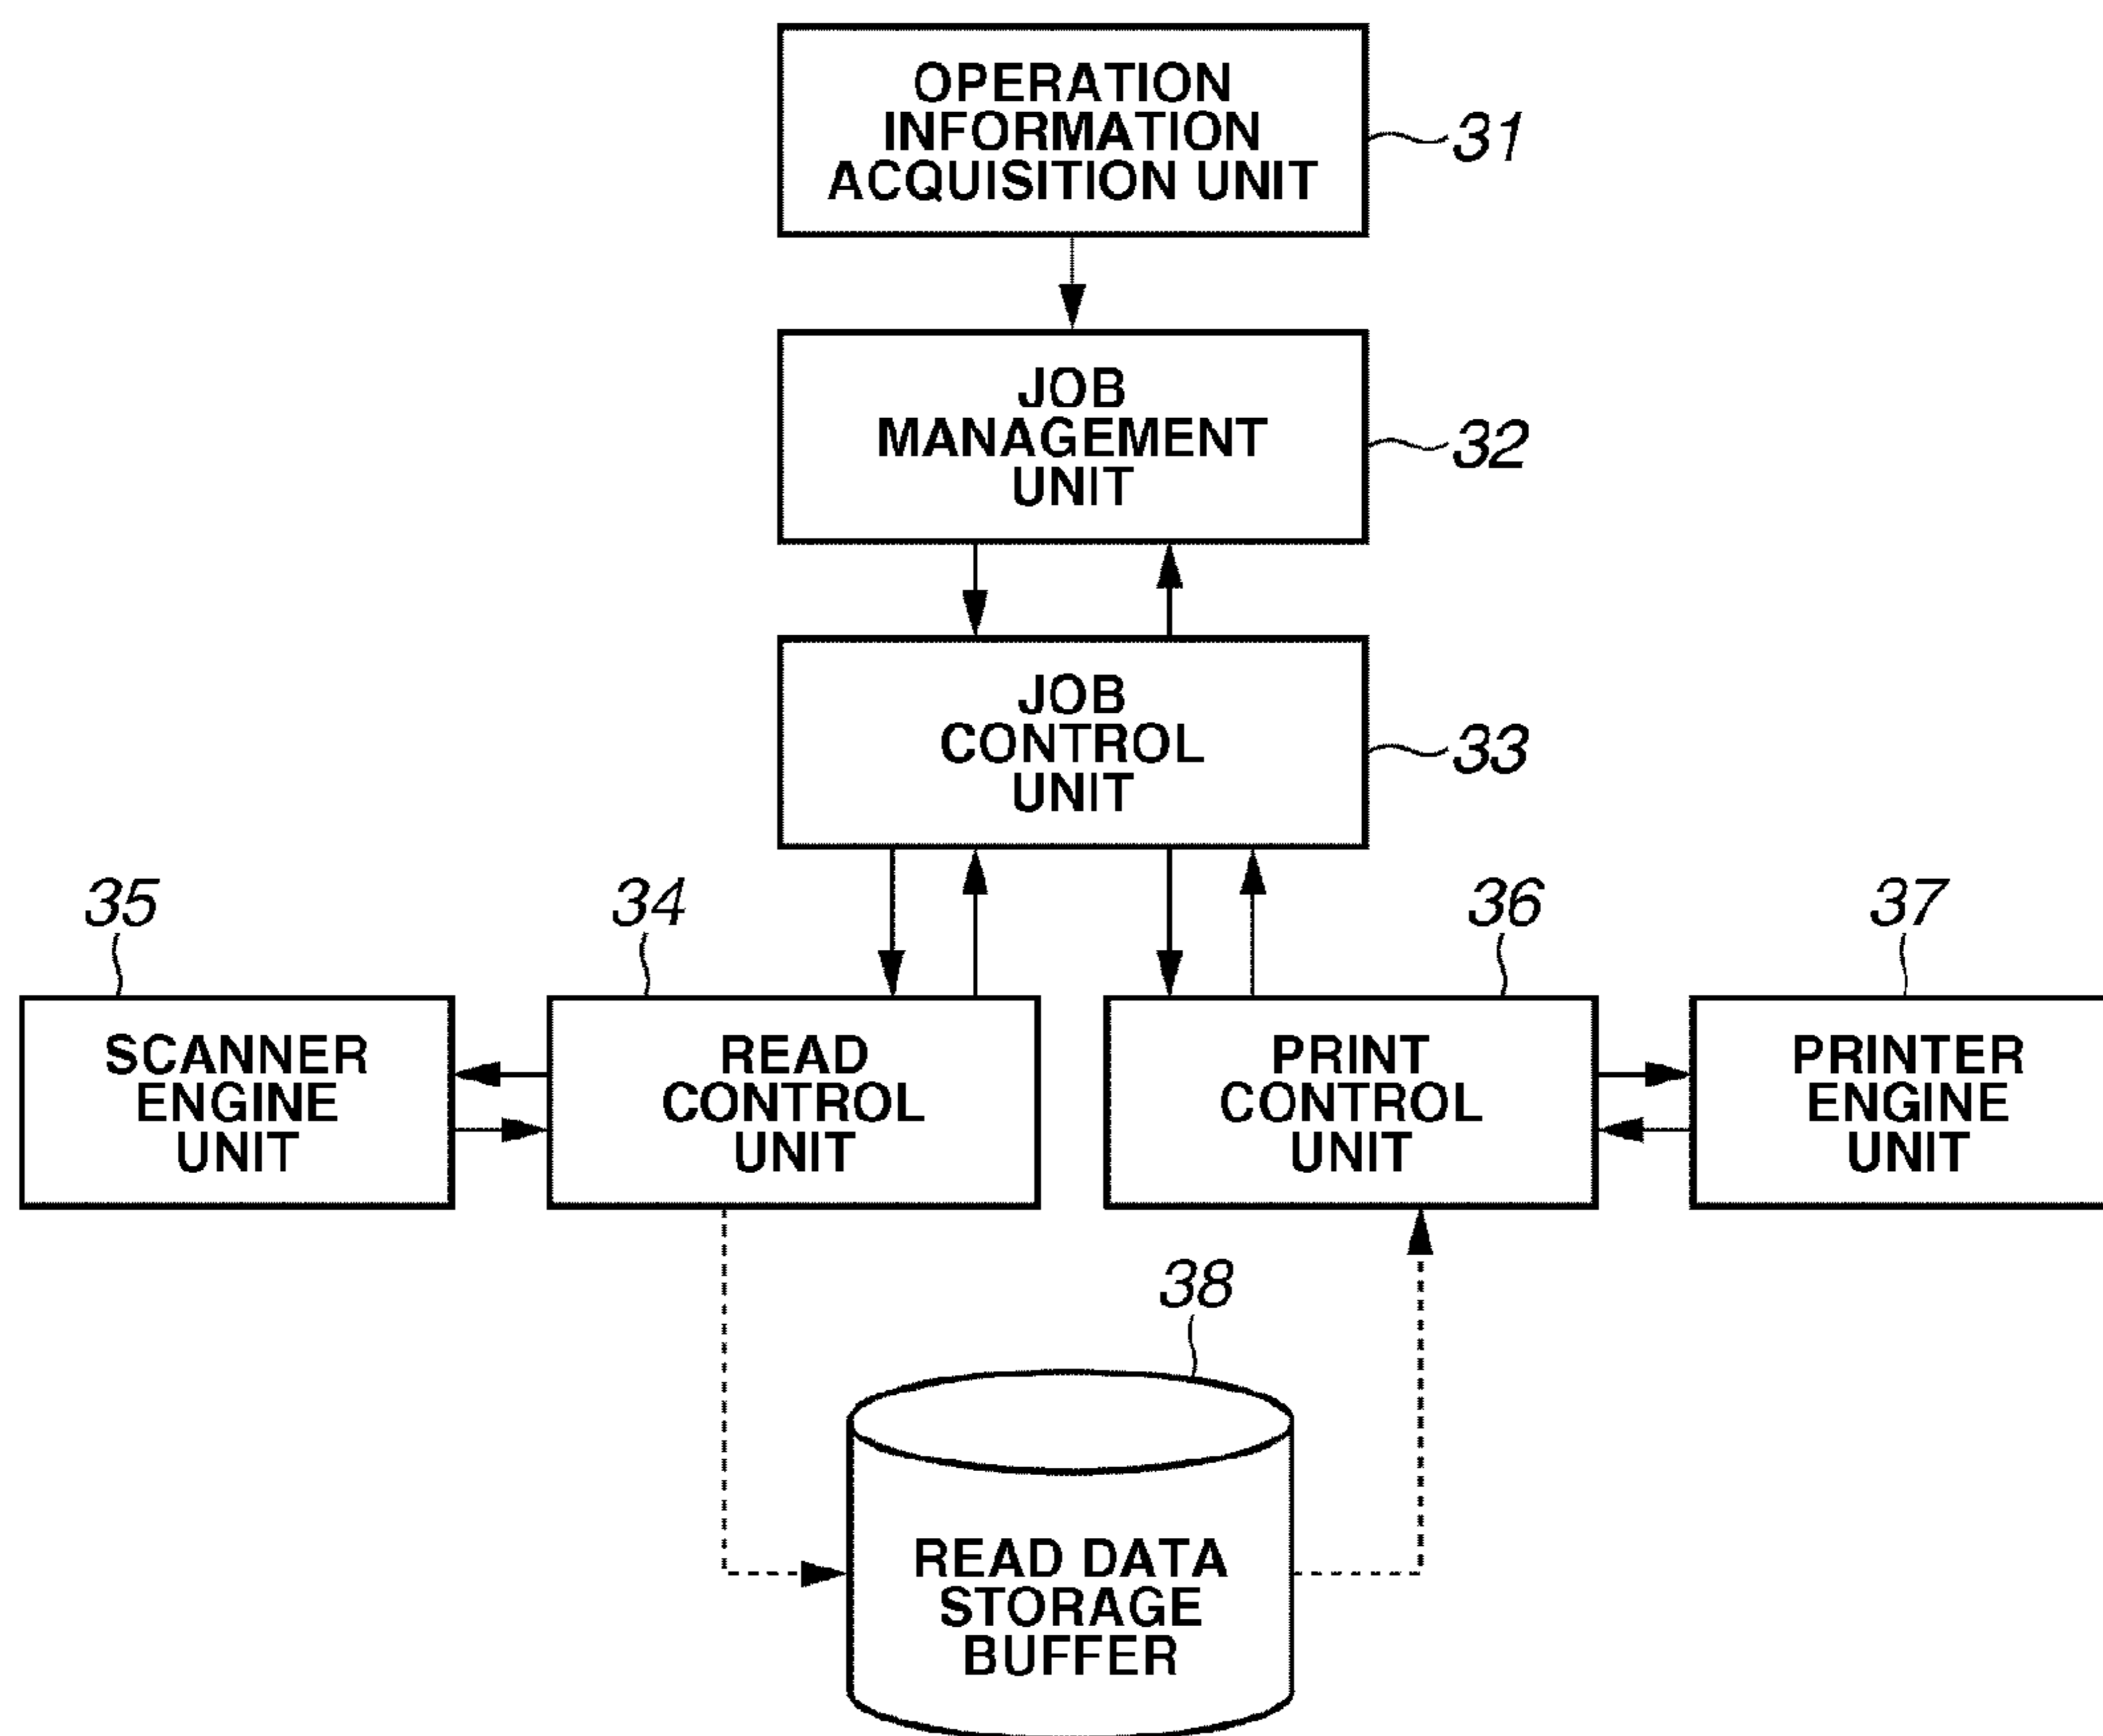 OPERATION
INFORMATION
ACQUISITION UNIT
31
JOB
MANAGEMENT
UNIT
32
JOB
CONTROL
UNIT
33
35
34
36
37
SCANNER
ENGINE
UNIT
READ
CONTROL
UNIT
PRINT
CONTROL
UNIT
PRINTER
ENGINE
UNIT
38
READ DATA
STORAGE
BUFFER